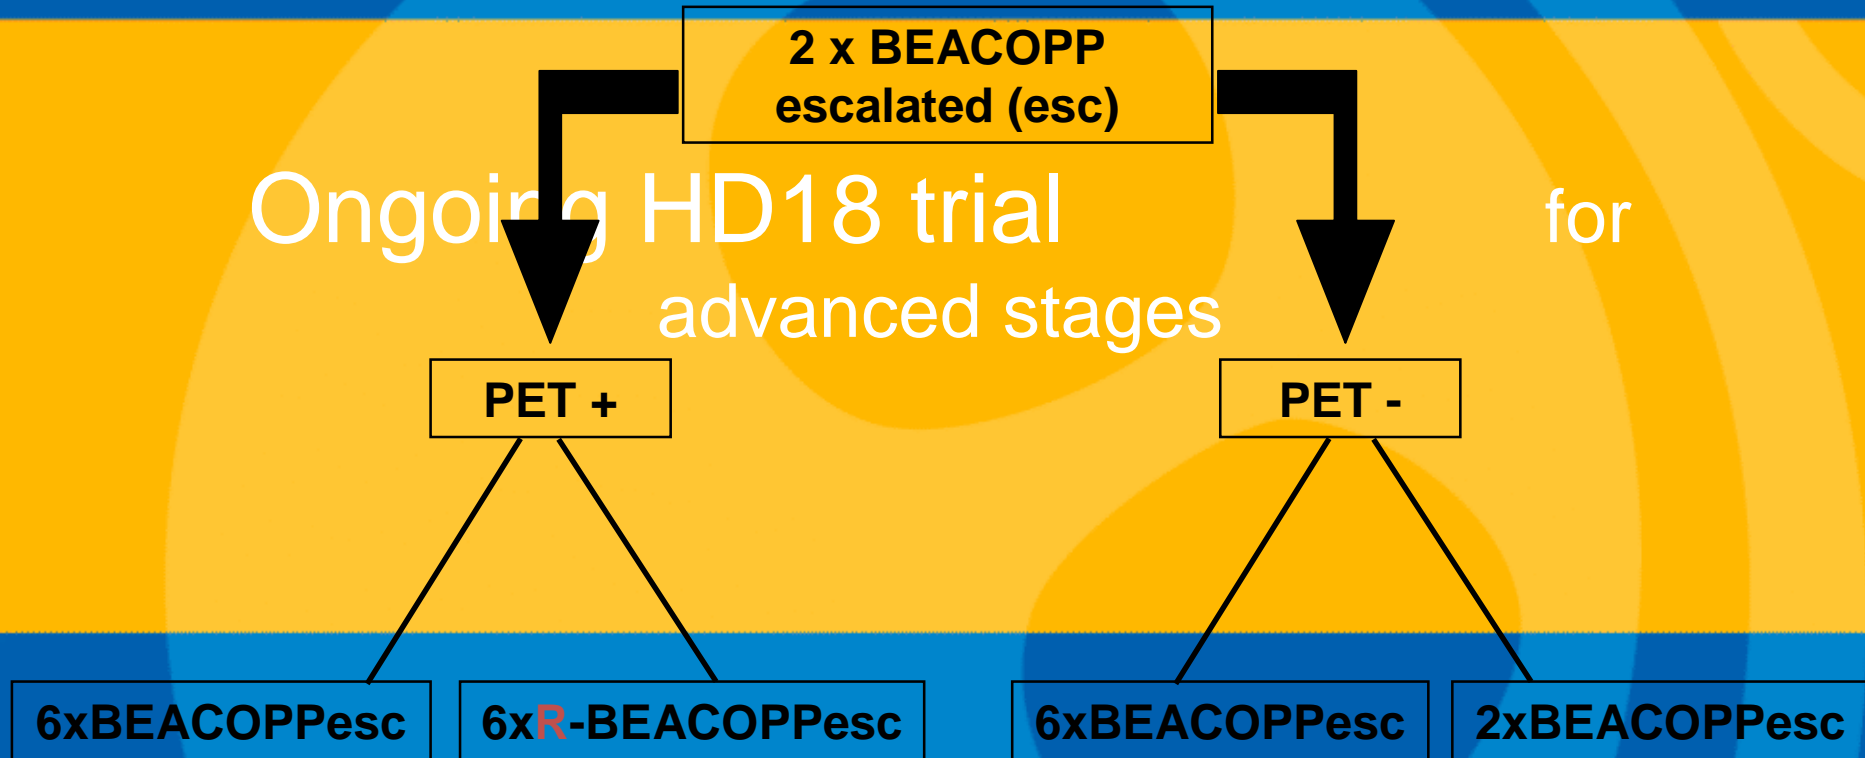 2 x BEACOPP
escalated (esc)
Ongoing HD18 trial for
advanced stages
PET +
PET -
6xBEACOPPesc
6xR-BEACOPPesc
6xBEACOPPesc
2xBEACOPPesc